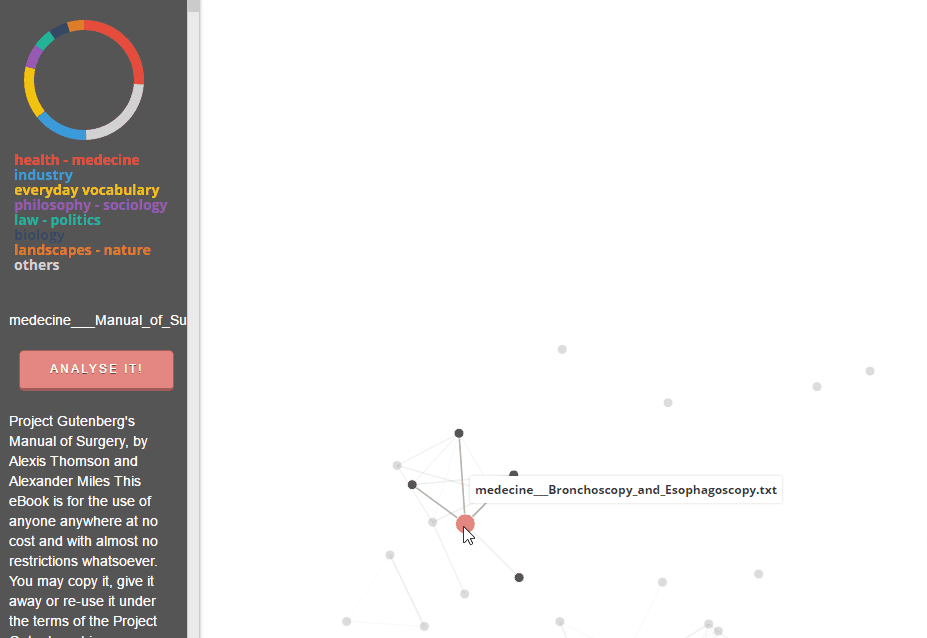 health - medecine
industry
everyday vocabulary
philosophy - sociology
law - politics
biology
landscapes - nature
others
medecine___Manual_of_Su
ANALYSE IT!
Project Gutenberg's
Manual of Surgery, by
Alexis Thomson and
Alexander Miles This
eBook is for the use of
anyone anywhere at no
cost and with almost no
restrictions whatsoever.
You may copy it, give it
away or re-use it under
the terms of the Project
medecine___Bronchoscopy_and_Esophagoscopy.txt